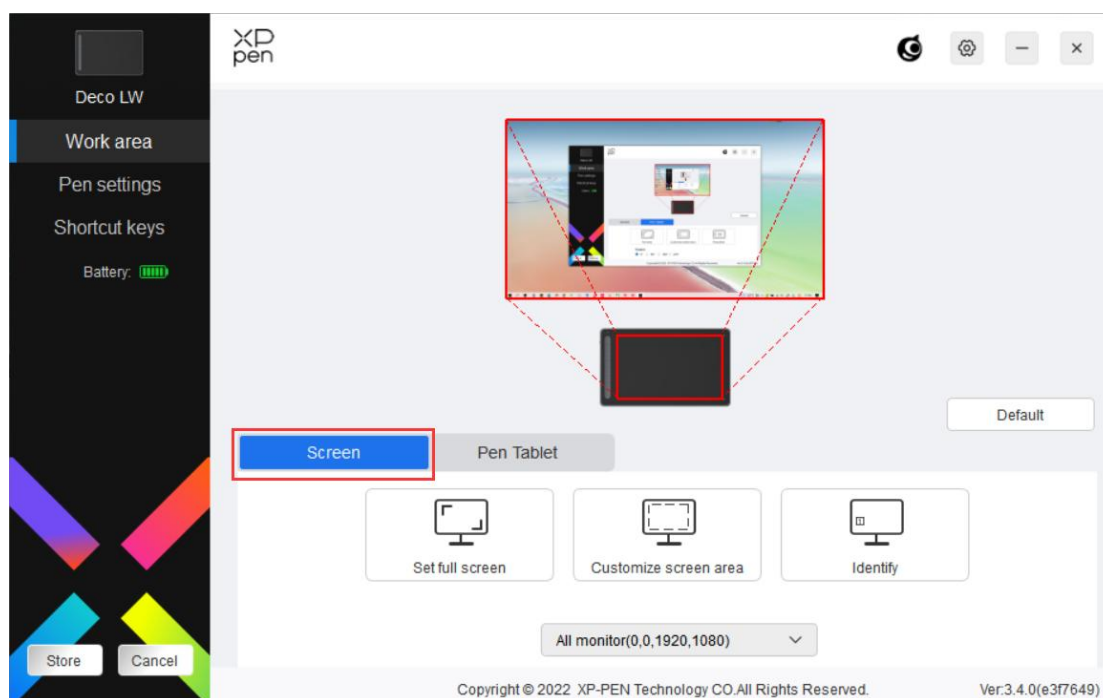 XP
pen
Deco LW
Work area
Pen settings
Shortcut keys
Battery:
Default
Screen
Pen Tablet
Set full screen
Customize screen area
Identify
All monitor(0,0,1920,1080)
Store
Cancel
Copyright © 2022 XP-PEN Technology CO.All Rights Reserved.
Ver:3.4.0(e3f7649)